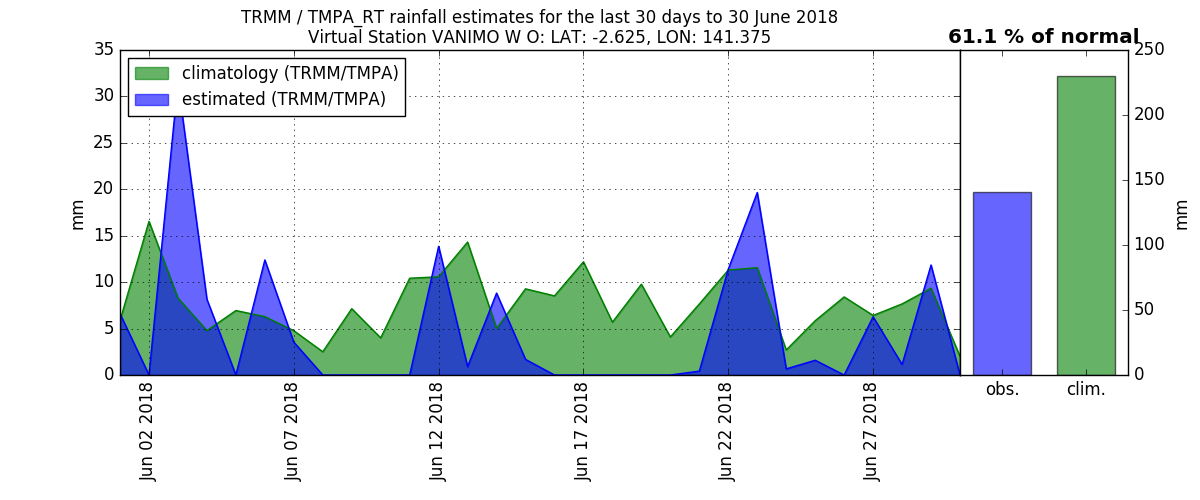 TRMM / TMPA_RT rainfall estimates for the last 30 days to 30 June 2018
Virtual Station VANIMO W O: LAT: -2.625, LON: 141.375
61.1 % of normal
climatology (TRMM/TMPA)
estimated (TRMM/TMPA)
35
30
25
20
15
10
5
0
mm
Jun 02 2018
Jun 07 2018
Jun 12 2018
Jun 17 2018
Jun 22 2018
Jun 27 2018
250
200
150
100
50
0
mm
obs.
clim.